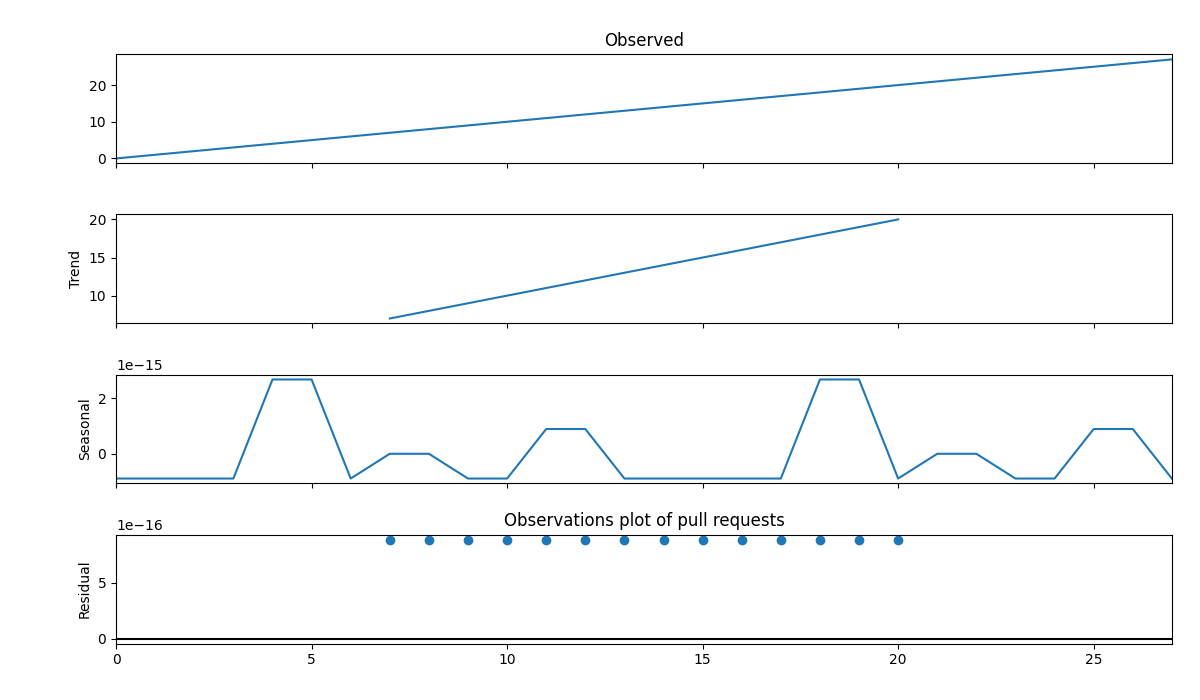 Observed
20
10
0
20
15
10
Trend
1e−15
2
0
Seasonal
Observations plot of pull requests
1e−16
5
0
Residual
0 5 10 15 20 25